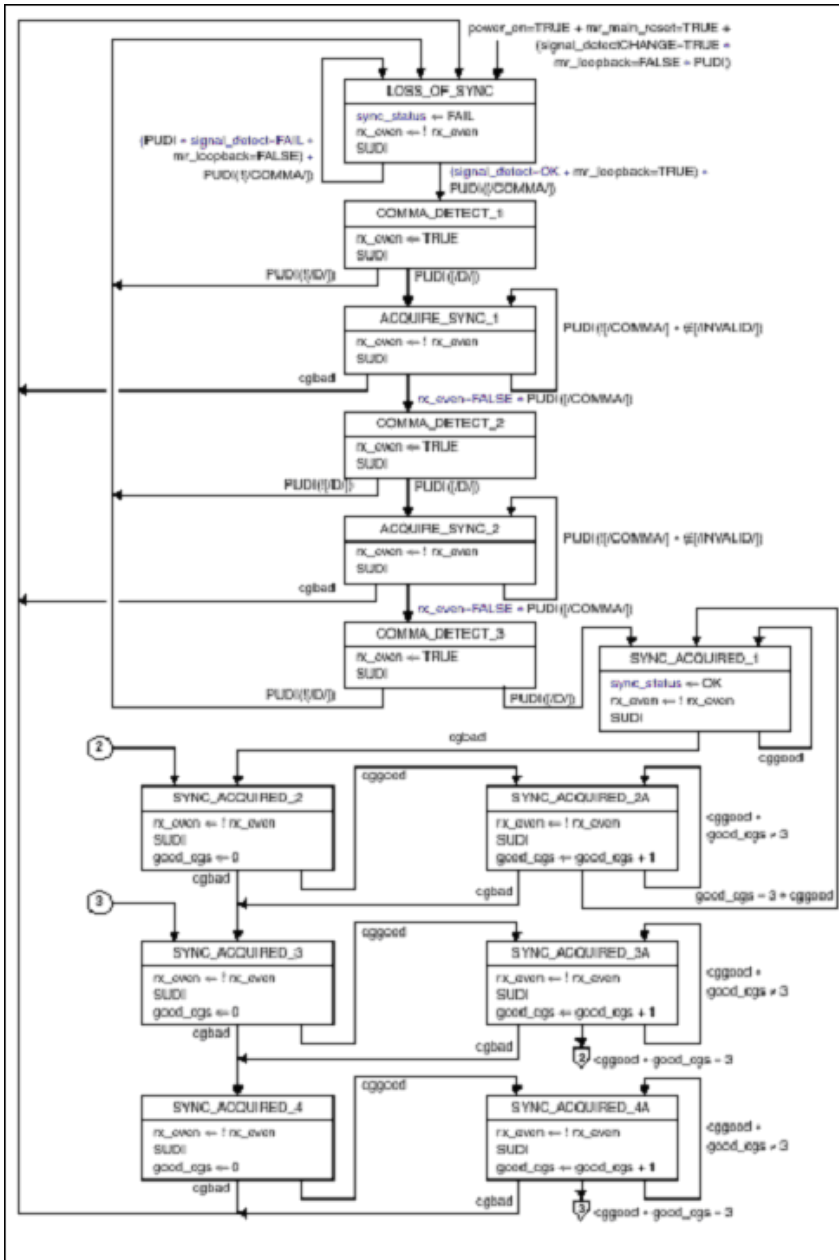 power_on=TRUE + mr_main_reset=TRUE +
(signal_detectCHANGE=TRUE *
mr_loopback=FALSE * PUDI)
LOSS_OF_SYNC
sync_status ⇐ FAIL
rx_even ⇐ ! rx_even
SUDI
(PUDI * signal_detect=FAIL *
mr_loopback=FALSE) +
PUDI(![/COMMA/])
(signal_detect=OK + mr_loopback=TRUE) *
PUDI([/COMMA/])
COMMA_DETECT_1
rx_even ⇐ TRUE
SUDI
PUDI(![/D/])
PUDI([/D/])
ACQUIRE_SYNC_1
rx_even ⇐ ! rx_even
SUDI
PUDI(![/COMMA/] * ∉[/INVALID/])
cgbad
rx_even=FALSE * PUDI([/COMMA/])
COMMA_DETECT_2
rx_even ⇐ TRUE
SUDI
PUDI(![/D/])
PUDI([/D/])
ACQUIRE_SYNC_2
rx_even ⇐ ! rx_even
SUDI
PUDI(![/COMMA/] * ∉[/INVALID/])
cgbad
rx_even=FALSE * PUDI([/COMMA/])
COMMA_DETECT_3
rx_even ⇐ TRUE
SUDI
PUDI(![/D/])
PUDI([/D/])
SYNC_ACQUIRED_1
sync_status ⇐ OK
rx_even ⇐ ! rx_even
SUDI
cgbad
cggood
2
SYNC_ACQUIRED_2
rx_even ⇐ ! rx_even
SUDI
good_cgs ⇐ 0
cggood
SYNC_ACQUIRED_2A
rx_even ⇐ ! rx_even
SUDI
good_cgs ⇐ good_cgs + 1
cggood *
good_cgs ≠ 3
cgbad
cgbad
good_cgs = 3 * cggood
3
SYNC_ACQUIRED_3
rx_even ⇐ ! rx_even
SUDI
good_cgs ⇐ 0
cggood
SYNC_ACQUIRED_3A
rx_even ⇐ ! rx_even
SUDI
good_cgs ⇐ good_cgs + 1
cggood *
good_cgs ≠ 3
cgbad
cgbad
2
cggood * good_cgs = 3
SYNC_ACQUIRED_4
rx_even ⇐ ! rx_even
SUDI
good_cgs ⇐ 0
cggood
SYNC_ACQUIRED_4A
rx_even ⇐ ! rx_even
SUDI
good_cgs ⇐ good_cgs + 1
cggood *
good_cgs ≠ 3
cgbad
cgbad
3
cggood * good_cgs = 3